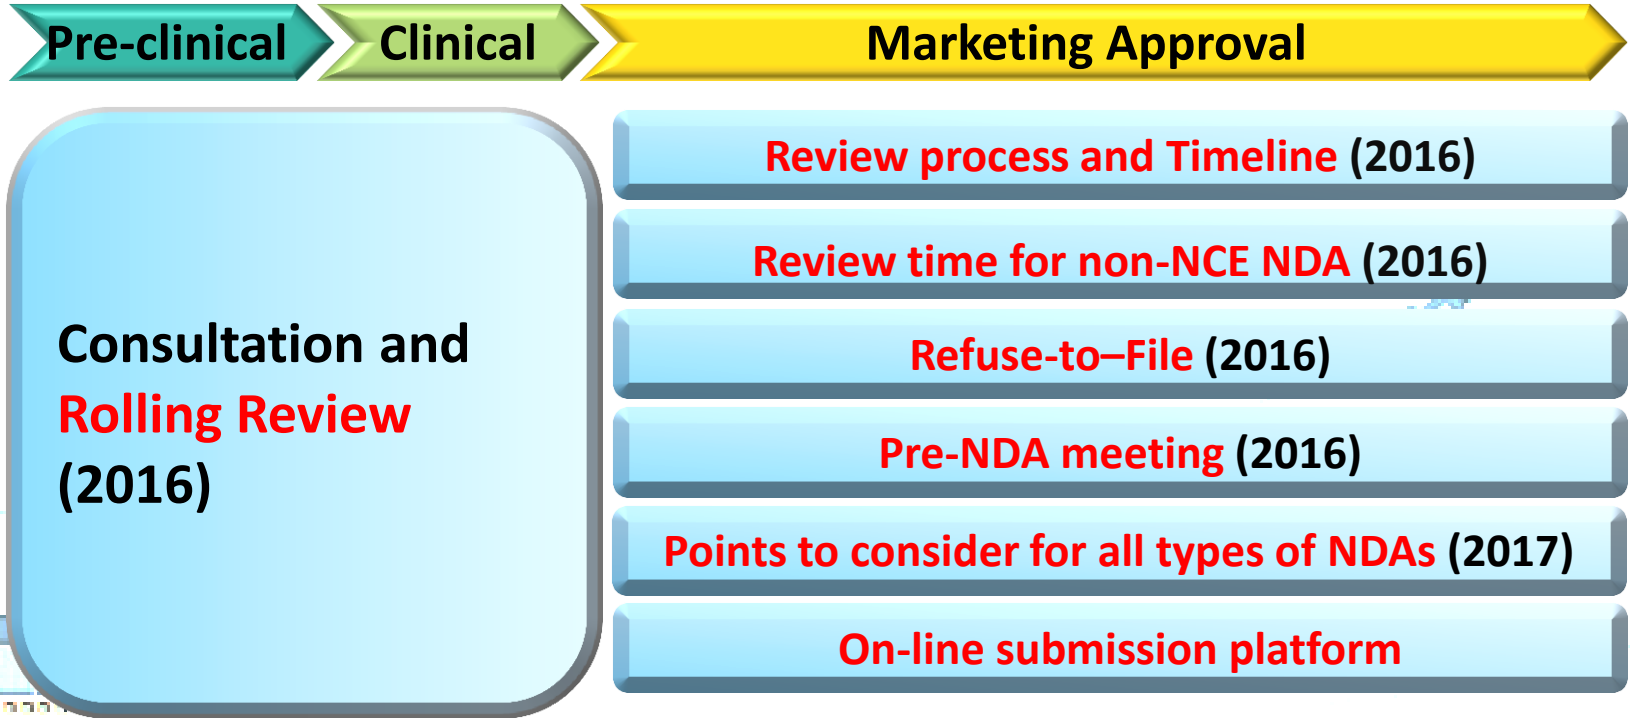 Pre-clinical
Clinical
Marketing Approval
Consultation and
Rolling Review
(2016)
Review process and Timeline (2016)
Review time for non-NCE NDA (2016)
Refuse-to–File (2016)
Pre-NDA meeting (2016)
Points to consider for all types of NDAs (2017)
On-line submission platform